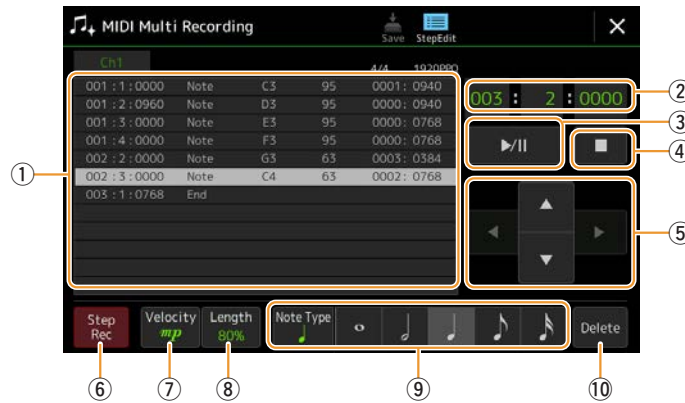 MIDI Multi Recording
Save
StepEdit
Ch1
4/4 1920PPQ
001 : 1 : 0000 Note C3 95 0001: 0940
001 : 2 : 0960 Note D3 95 0000: 0940
001 : 3 : 0000 Note E3 95 0000: 0768
001 : 4 : 0000 Note F3 95 0000: 0768
002 : 2 : 0000 Note G3 63 0003: 0384
002 : 3 : 0000 Note C4 63 0002: 0768
003 : 1 : 0768 End
003 : 2 : 0000
Step
Rec
Velocity
mp
Length
80%
Note Type
Delete
①
②
③
④
⑤
⑥
⑦
⑧
⑨
⑩